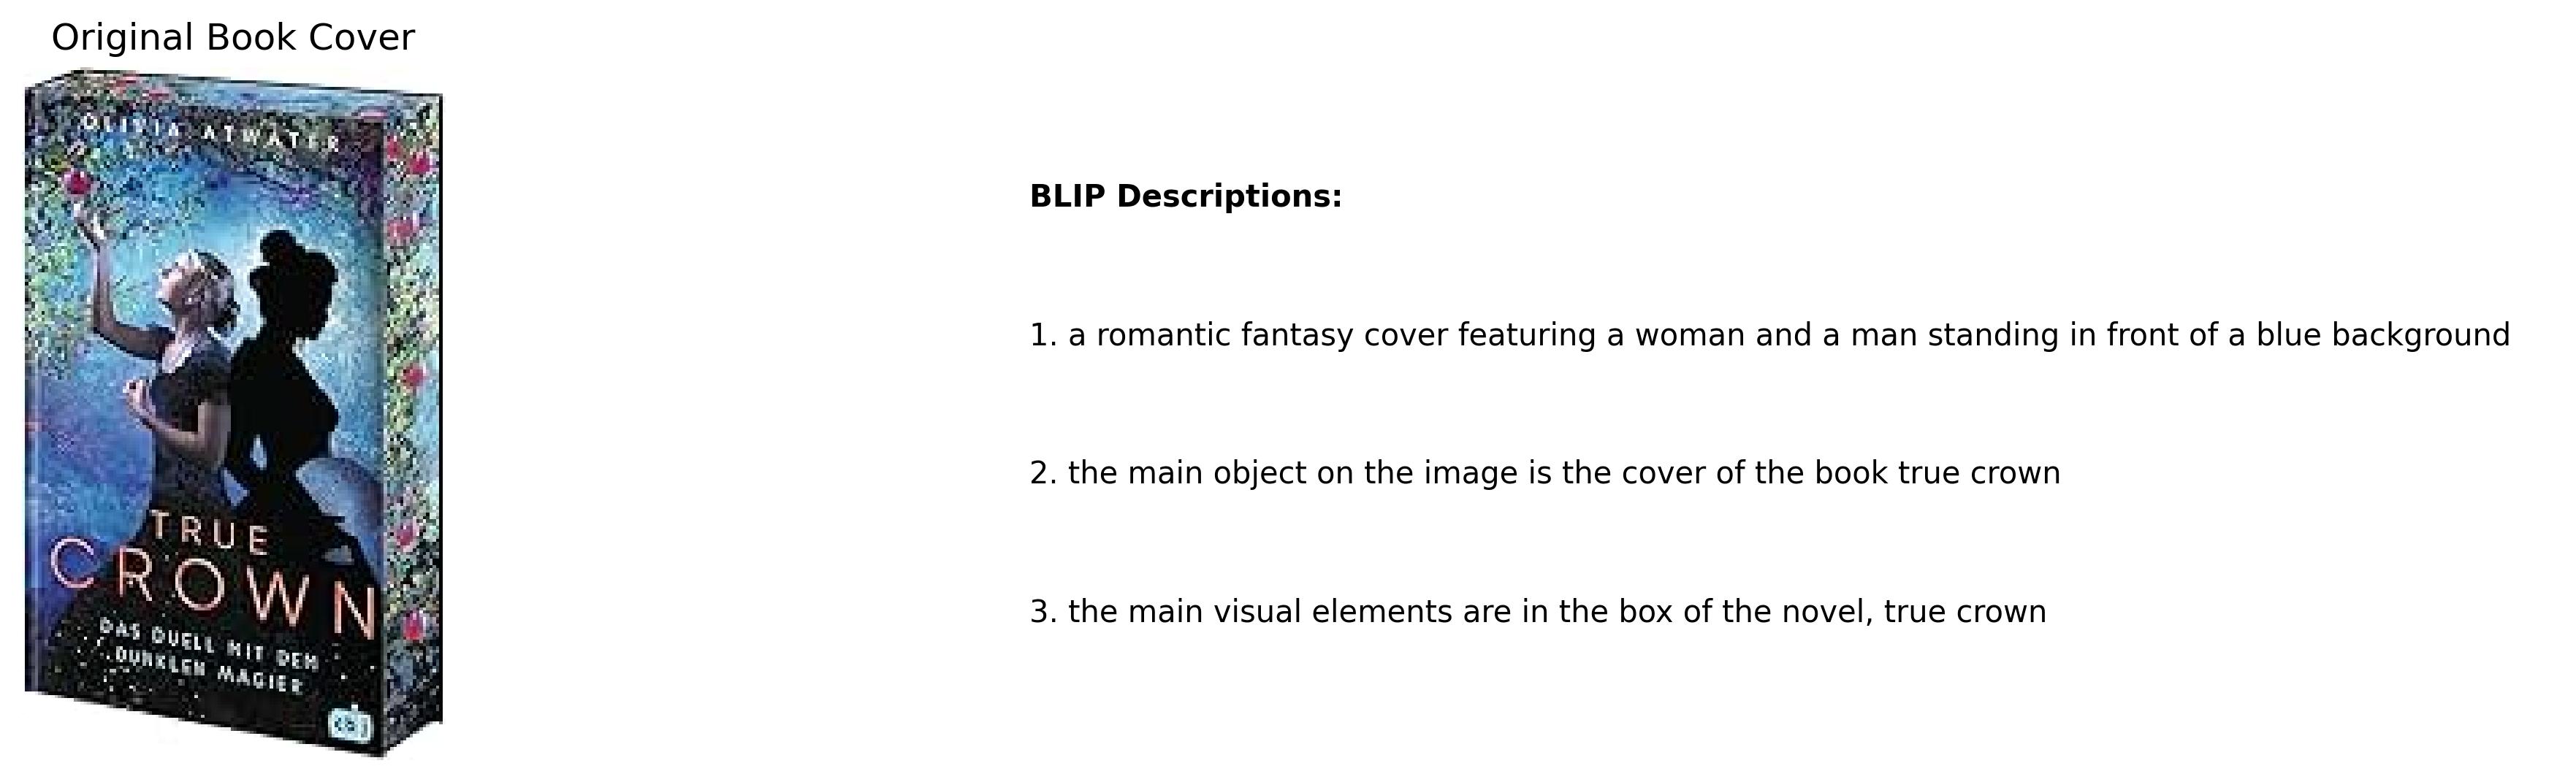 Original Book Cover
OLIVIA ATWATER
TRUE
CROWN
DAS DUELL MIT DEM
DUNKLEN MAGIER
cbj
BLIP Descriptions:
1. a romantic fantasy cover featuring a woman and a man standing in front of a blue background
2. the main object on the image is the cover of the book true crown
3. the main visual elements are in the box of the novel, true crown